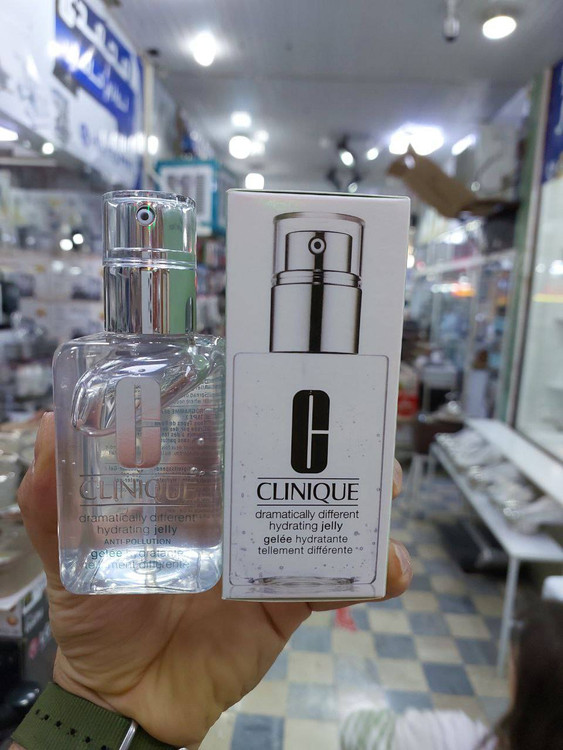 CLINIQUE
dramatically different
hydrating jelly
ANTI-POLLUTION
gelée hydratante
tellement différente
CLINIQUE
dramatically different
hydrating jelly
gelée hydratante
tellement différente